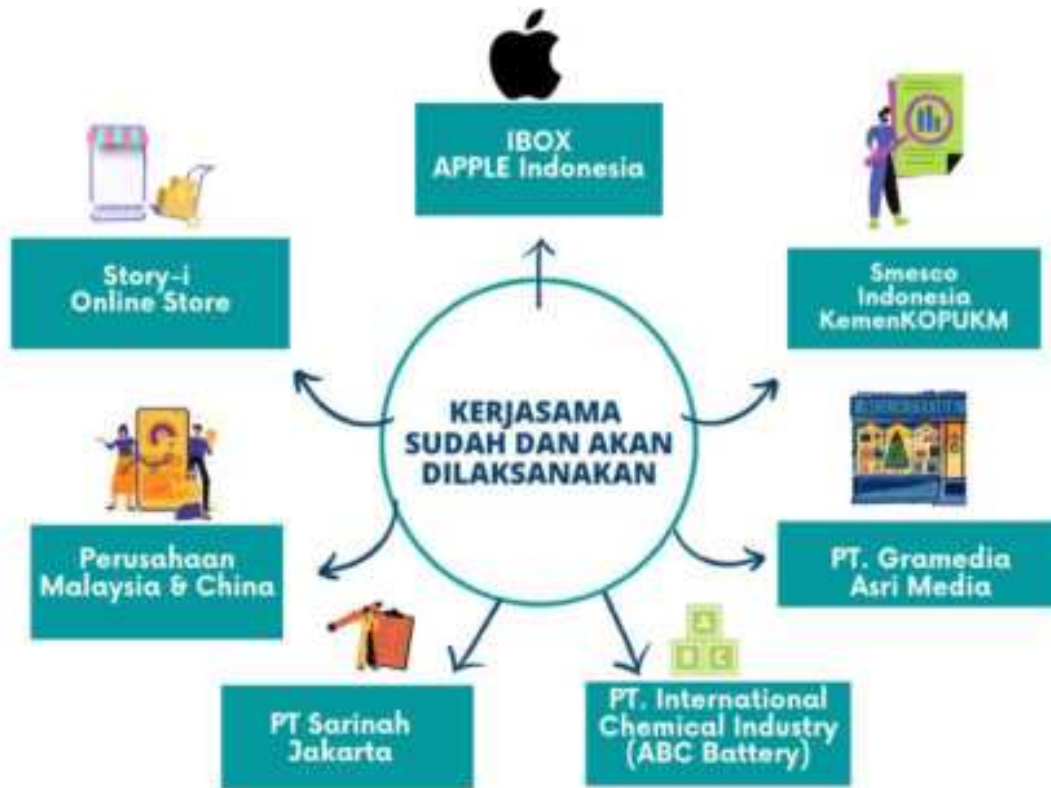 IBOX
APPLE Indonesia
Story-i
Online Store
Smesco
Indonesia
KemenKOPUKM
KERJASAMA
SUDAH DAN AKAN
DILAKSANAKAN
Perusahaan
Malaysia & China
PT. Gramedia
Asri Media
PT Sarinah
Jakarta
A
B C
PT. International
Chemical Industry
(ABC Battery)